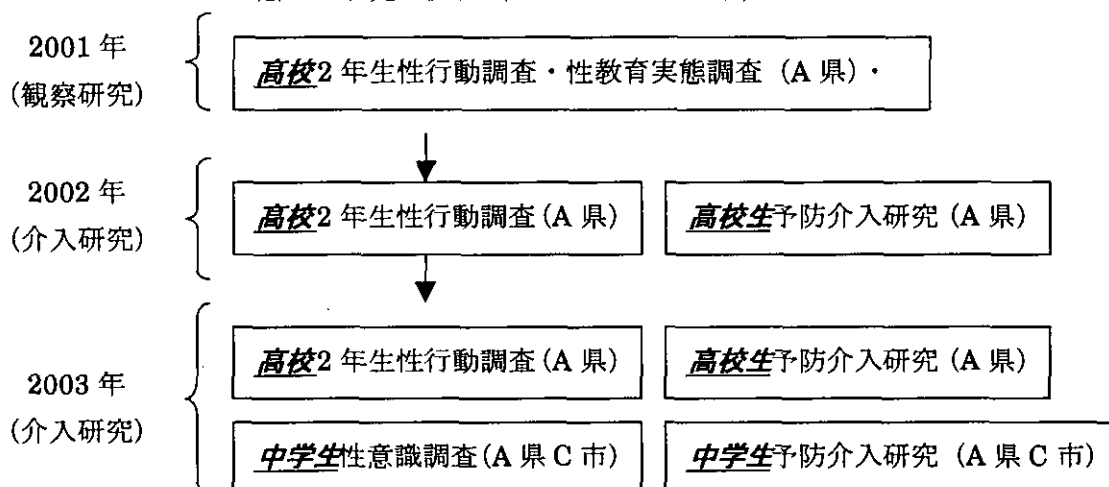 2001 年
(観察研究)
高校2 年生性行動調査・性教育実態調査 (A 県)・
2002 年
(介入研究)
高校2 年生性行動調査(A 県)
高校生予防介入研究 (A 県)
2003 年
(介入研究)
高校2 年生性行動調査(A 県)
高校生予防介入研究 (A 県)
中学生性意識調査(A 県 C 市)
中学生予防介入研究 (A 県 C 市)